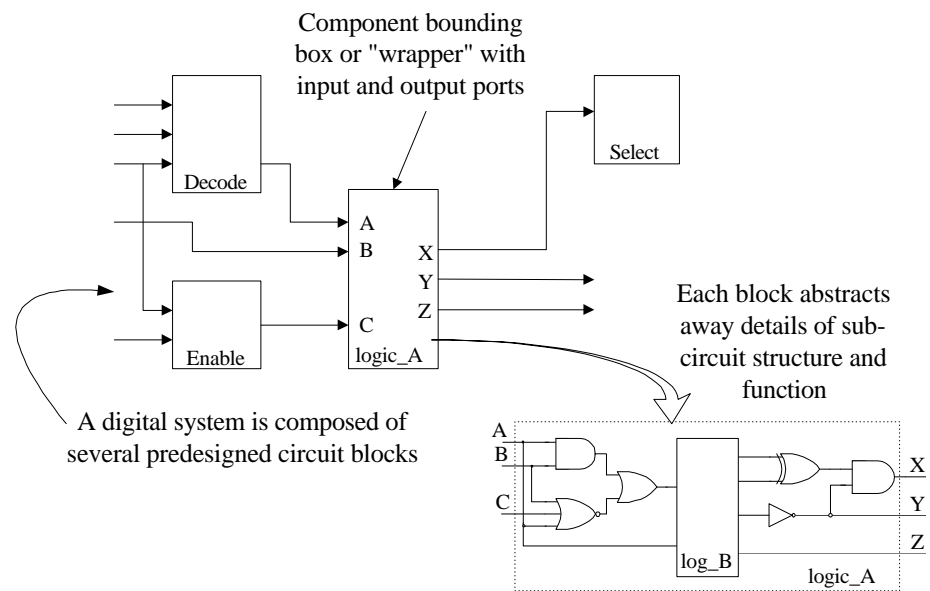 Component bounding
box or "wrapper" with
input and output ports
Decode
Select
A
B
C
X
Y
Z
logic_A
Enable
Each block abstracts
away details of sub-
circuit structure and
function
A digital system is composed of
several predesigned circuit blocks
A
B
C
log_B
X
Y
Z
logic_A